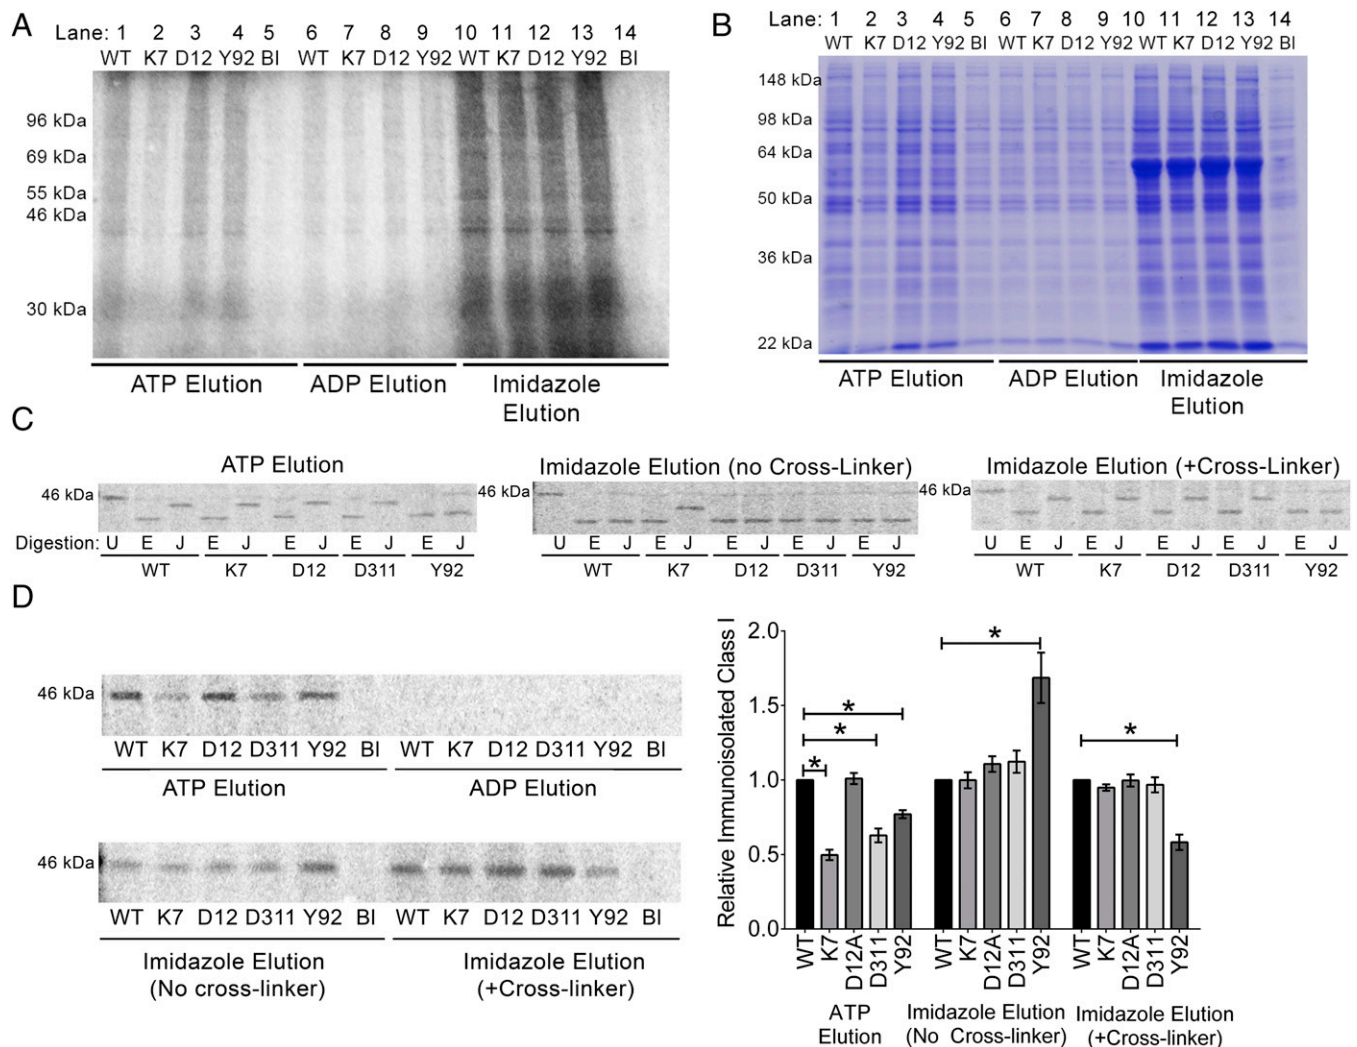 A
Lane: 1 2 3 4 5 6 7 8 9 10 11 12 13 14
WT K7 D12 Y92 BI WT K7 D12 Y92 WT K7 D12 Y92 BI
96 kDa
69 kDa
55 kDa
46 kDa
30 kDa
ATP Elution ADP Elution Imidazole
Elution
B
Lane: 1 2 3 4 5 6 7 8 9 10 11 12 13 14
WT K7 D12 Y92 BI WT K7 D12 Y92 WT K7 D12 Y92 BI
148 kDa
98 kDa
64 kDa
50 kDa
36 kDa
22 kDa
ATP Elution ADP Elution Imidazole
Elution
C
ATP Elution
46 kDa
Digestion: U E J E J E J E J E J
WT K7 D12 D311 Y92
Imidazole Elution (no Cross-Linker)
46 kDa
U E J E J E J E J E J
WT K7 D12 D311 Y92
Imidazole Elution (+Cross-Linker)
46 kDa
U E J E J E J E J E J
WT K7 D12 D311 Y92
D
46 kDa
WT K7 D12 D311 Y92 BI WT K7 D12 D311 Y92 BI
ATP Elution ADP Elution
46 kDa
WT K7 D12 D311 Y92 BI WT K7 D12 D311 Y92 BI
Imidazole Elution Imidazole Elution
(No cross-linker) (+Cross-linker)
Relative Immunoisolated Class I
2.0
1.5
1.0
0.5
0.0
* * * * *
WT K7 D12A D311 Y92 WT K7 D12A D311 Y92 WT K7 D12A D311 Y92
ATP Imidazole Elution Imidazole Elution
Elution (No Cross-linker) (+Cross-linker)